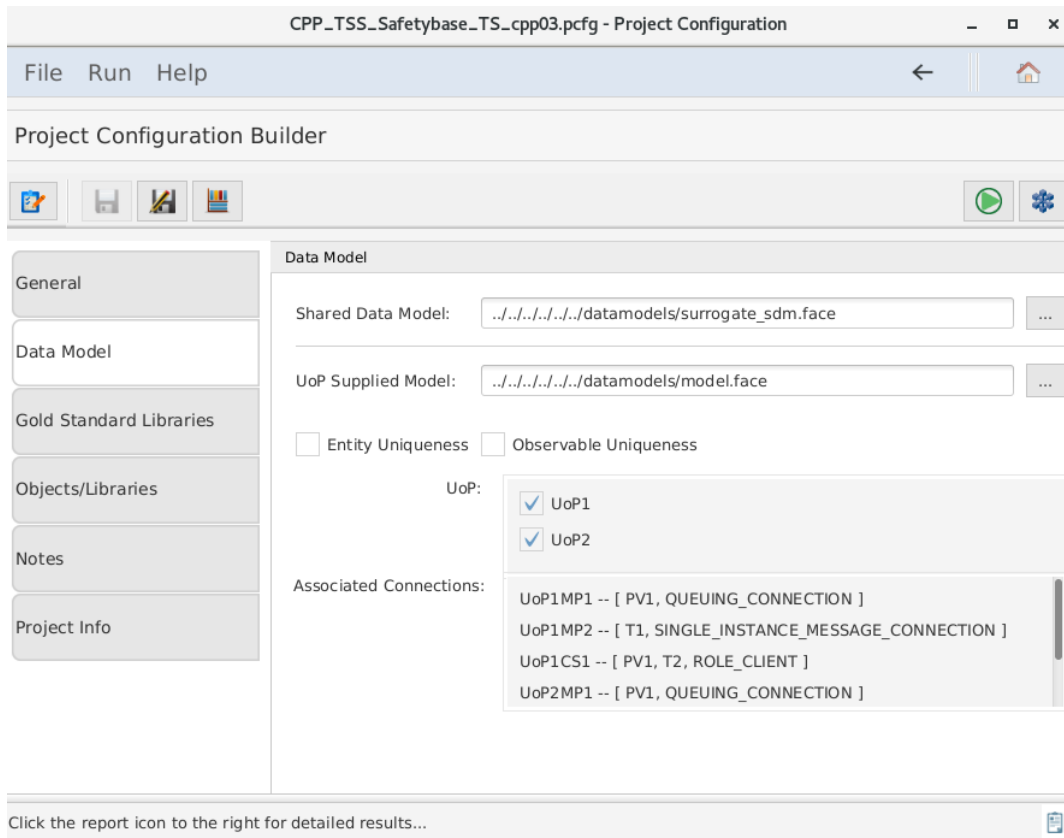 CPP_TSS_Safetybase_TS_cpp03.pcfg - Project Configuration
File Run Help
Project Configuration Builder
General
Data Model
Gold Standard Libraries
Objects/Libraries
Notes
Project Info
Data Model
Shared Data Model: ../../../../../../datamodels/surrogate_sdm.face ...
UoP Supplied Model: ../../../../../../datamodels/model.face ...
Entity Uniqueness Observable Uniqueness
UoP:
UoP1
UoP2
Associated Connections:
UoP1MP1 -- [ PV1, QUEUING_CONNECTION ]
UoP1MP2 -- [ T1, SINGLE_INSTANCE_MESSAGE_CONNECTION ]
UoP1CS1 -- [ PV1, T2, ROLE_CLIENT ]
UoP2MP1 -- [ PV1, QUEUING_CONNECTION ]
Click the report icon to the right for detailed results...